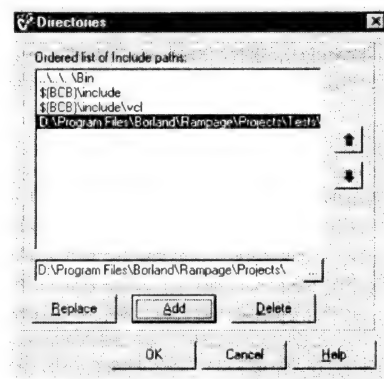 Directories
Ordered list of Include paths:
..\..\..\Bin
$(BCB)\include
$(BCB)\include\vcl
D:\Program Files\Borland\Rampage\Projects\Tests\
D:\Program Files\Borland\Rampage\Projects\
...
Replace
Add
Delete
OK
Cancel
Help